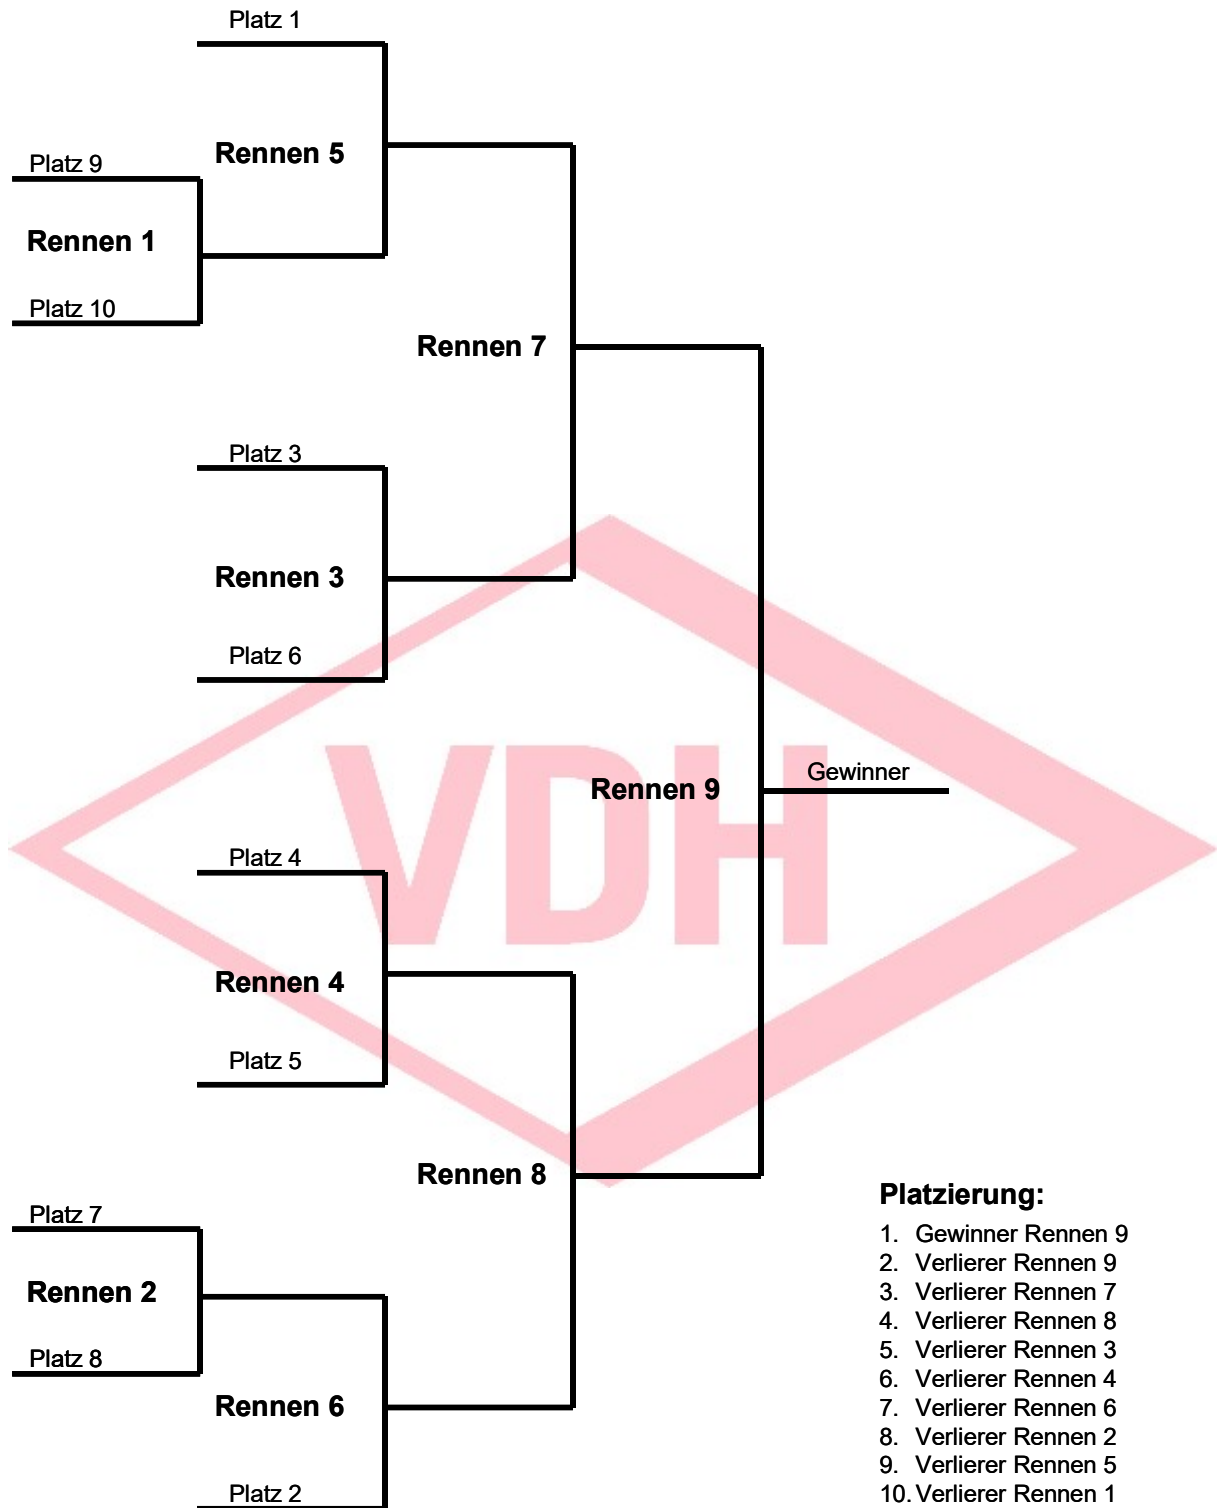 Platz 1
Rennen 5
Platz 9
Rennen 1
Platz 10
Rennen 7
Platz 3
Rennen 3
Platz 6
VDH
Rennen 9
Gewinner
Platz 4
Rennen 4
Platz 5
Rennen 8
Platz 7
Rennen 2
Platz 8
Rennen 6
Platz 2
Platzierung:
1. Gewinner Rennen 9
2. Verlierer Rennen 9
3. Verlierer Rennen 7
4. Verlierer Rennen 8
5. Verlierer Rennen 3
6. Verlierer Rennen 4
7. Verlierer Rennen 6
8. Verlierer Rennen 2
9. Verlierer Rennen 5
10. Verlierer Rennen 1